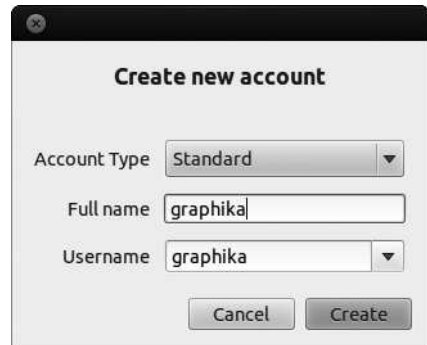 Create new account
Account Type Standard
Full name graphika
Username graphika
Cancel Create